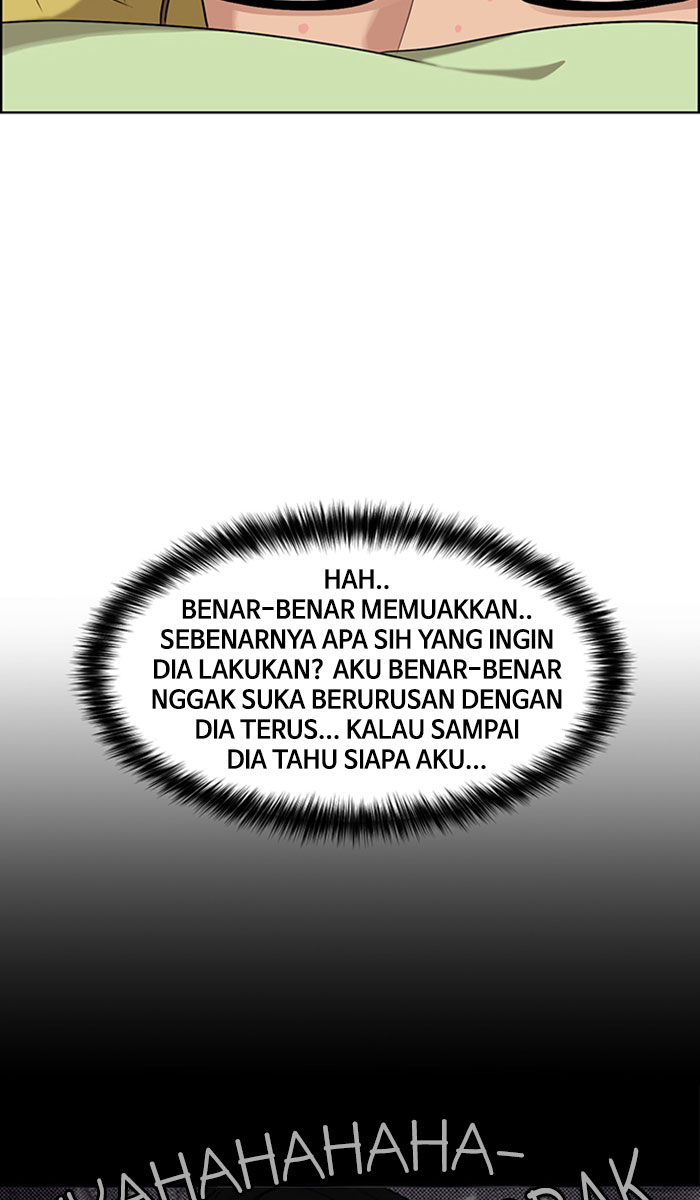 HAH..
BENAR-BENAR MEMUAKKAN..
SEBENARNYA APA SIH YANG INGIN
DIA LAKUKAN? AKU BENAR-BENAR
NGGAK SUKA BERURUSAN DENGAN
DIA TERUS... KALAU SAMPAI
DIA TAHU SIAPA AKU...